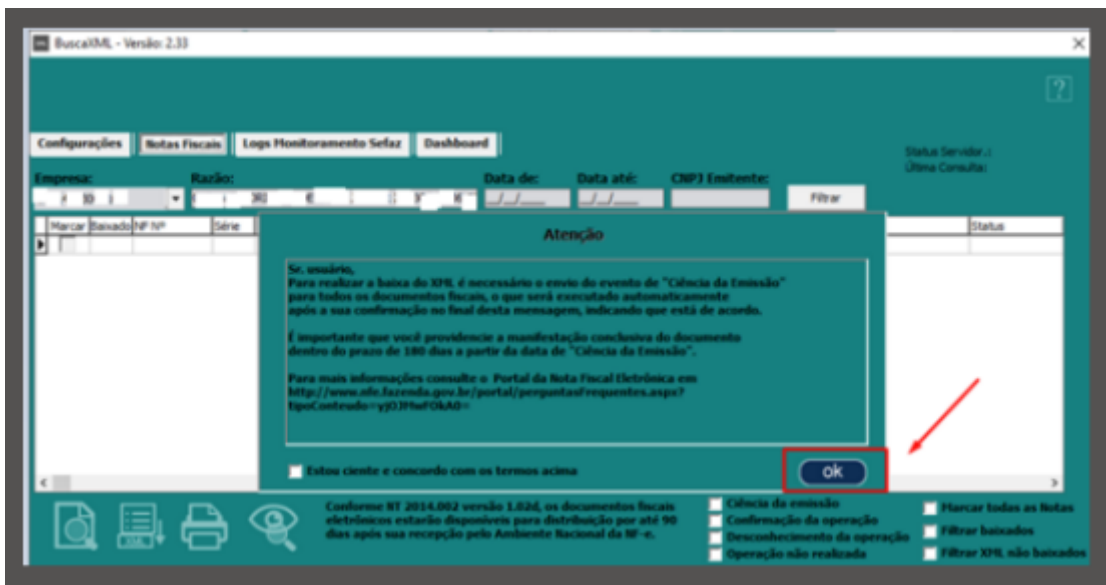 BuscaXML - Versão: 2.33
Configurações Notas Fiscais Logs Monitoramento Sefaz Dashboard
Status Servidor.:
Última Consulta:
Empresa: Razão: Data de: Data até: CNPJ Emitente:
__/__/____ __/__/____ Filtrar
Marcar Baixado NF Nº Série Status
Atenção
Sr. usuário,
Para realizar a baixa do XML é necessário o envio do evento de "Ciência da Emissão"
para todos os documentos fiscais, o que será executado automaticamente
após a sua confirmação no final desta mensagem, indicando que está de acordo.
É importante que você providencie a manifestação conclusiva do documento
dentro do prazo de 180 dias a partir da data de "Ciência da Emissão".
Para mais informações consulte o Portal da Nota Fiscal Eletrônica em
http://www.nfe.fazenda.gov.br/portal/perguntasFrequentes.aspx?
Estou ciente e concordo com os termos acima
ok
Conforme NT 2014.002 versão 1.02d, os documentos fiscais
eletrônicos estarão disponíveis para distribuição por até 90
dias após sua recepção pelo Ambiente Nacional da NF-e.
Ciência da emissão
Confirmação da operação
Desconhecimento da operação
Operação não realizada
Marcar todas as Notas
Filtrar baixados
Filtrar XML não baixados